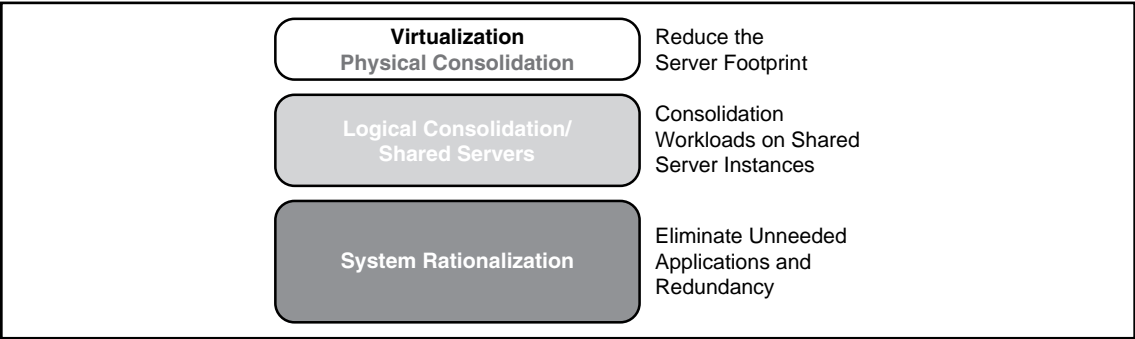 Virtualization
Physical Consolidation
Reduce the
Server Footprint
Logical Consolidation/
Shared Servers
Consolidation
Workloads on Shared
Server Instances
System Rationalization
Eliminate Unneeded
Applications and
Redundancy